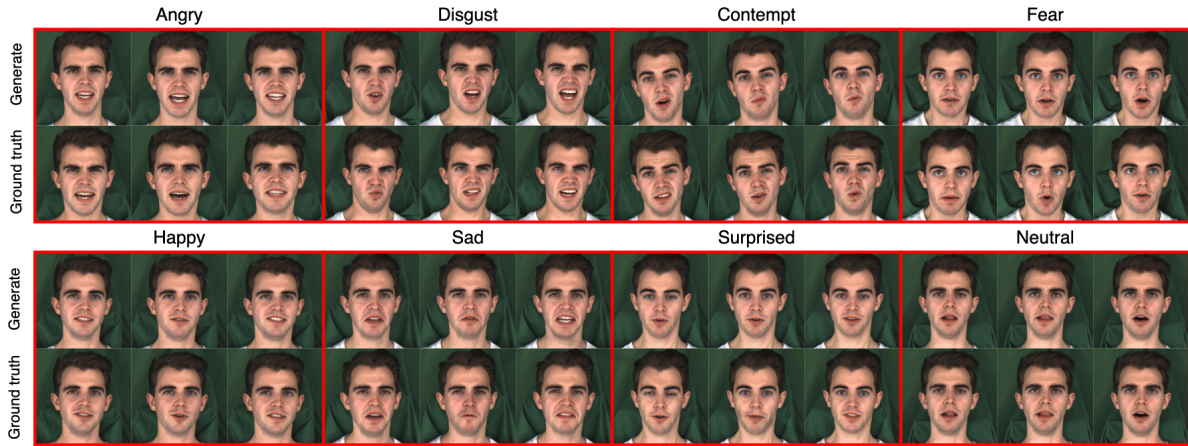 Angry Disgust Contempt Fear
Generate
Ground truth
Happy Sad Surprised Neutral
Generate
Ground truth